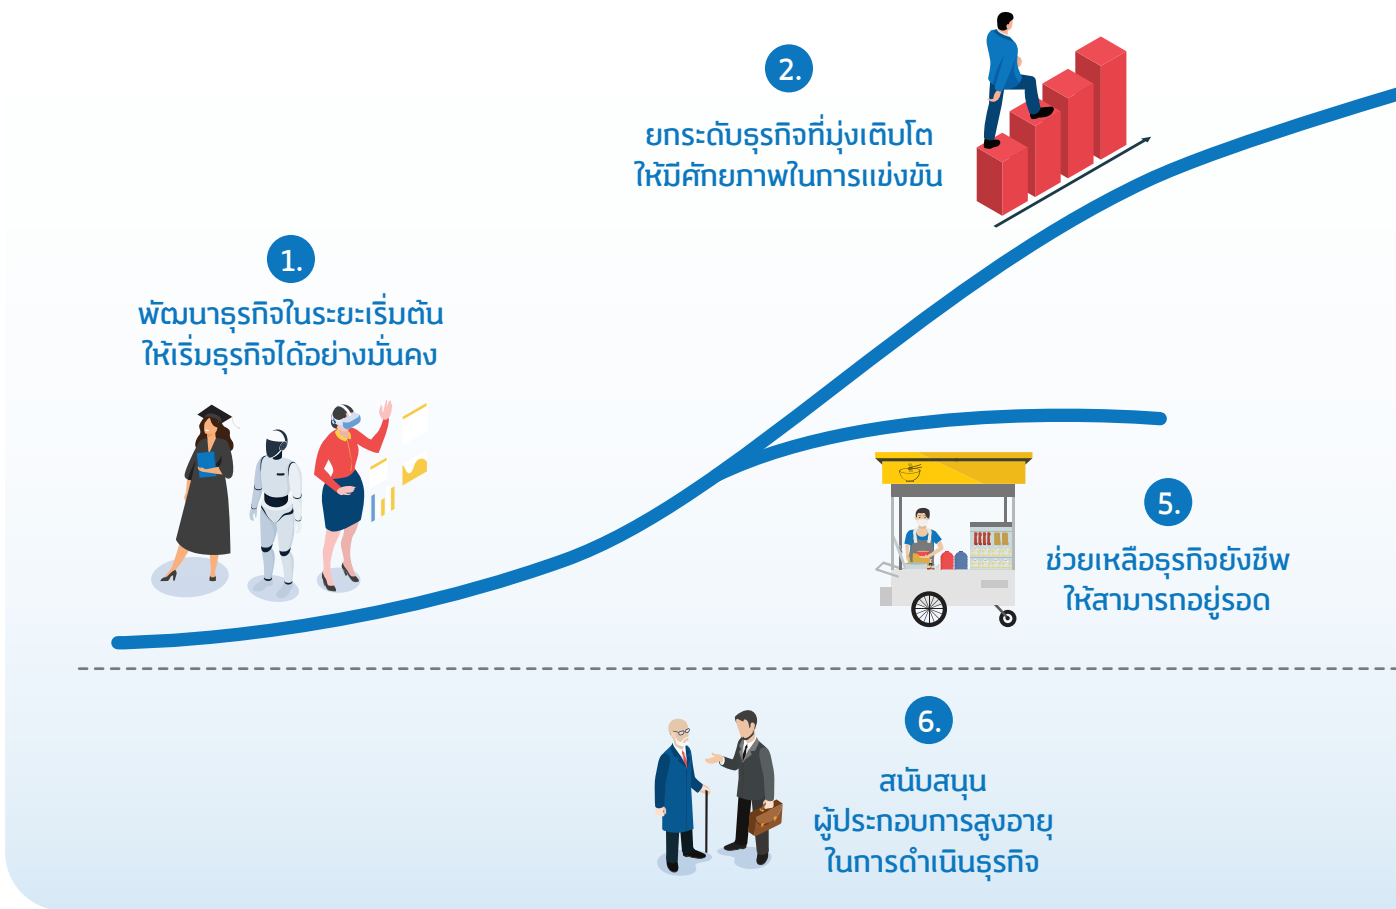 1.
พัฒนาธุรกิจในระยะเริ่มต้น
ให้เริ่มธุรกิจได้อย่างมั่นคง
2.
ยกระดับธุรกิจที่มุ่งเติบโต
ให้มีศักยภาพในการแข่งขัน
5.
ช่วยเหลือธุรกิจยังชีพ
ให้สามารถอยู่รอด
6.
สนับสนุน
ผู้ประกอบการสูงอายุ
ในการดำเนินธุรกิจ